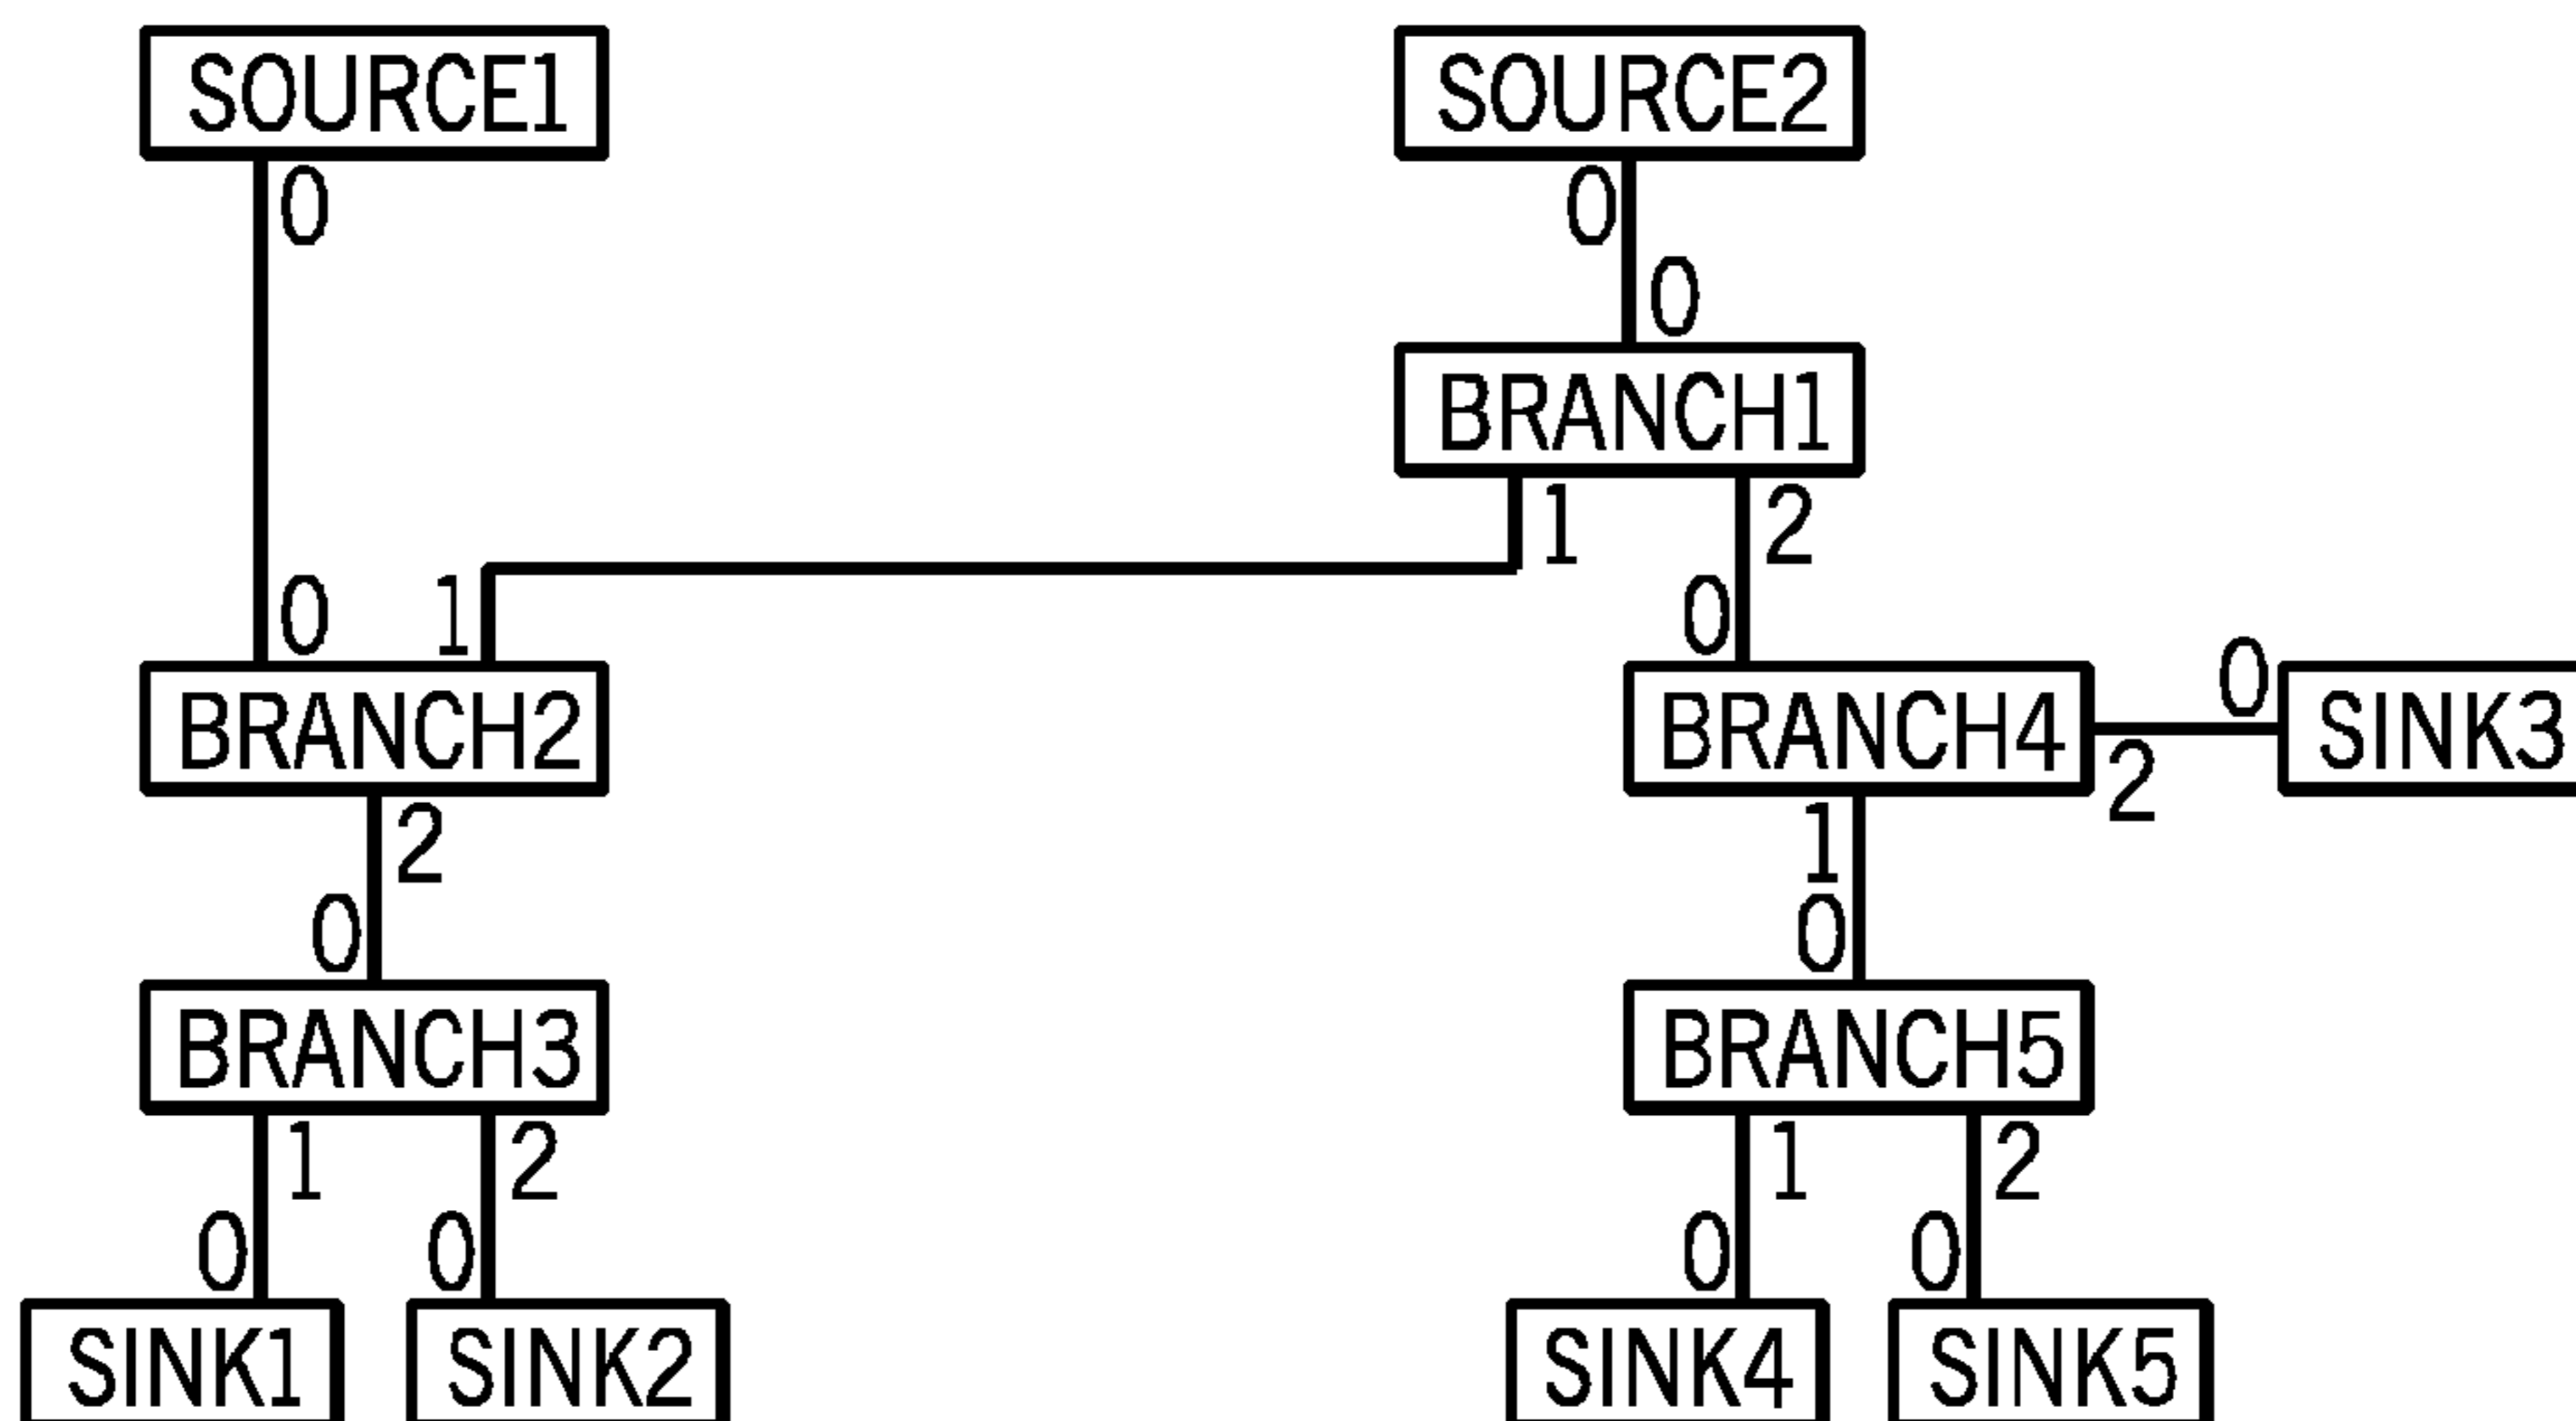 SOURCE1 SOURCE2
0 0
0
BRANCH1
1 2
0 1 0
0
BRANCH2 BRANCH4 SINK3
2
2 1
0 0
BRANCH3 BRANCH5
1 2 1 2
0 0 0 0
SINK1 SINK2 SINK4 SINK5